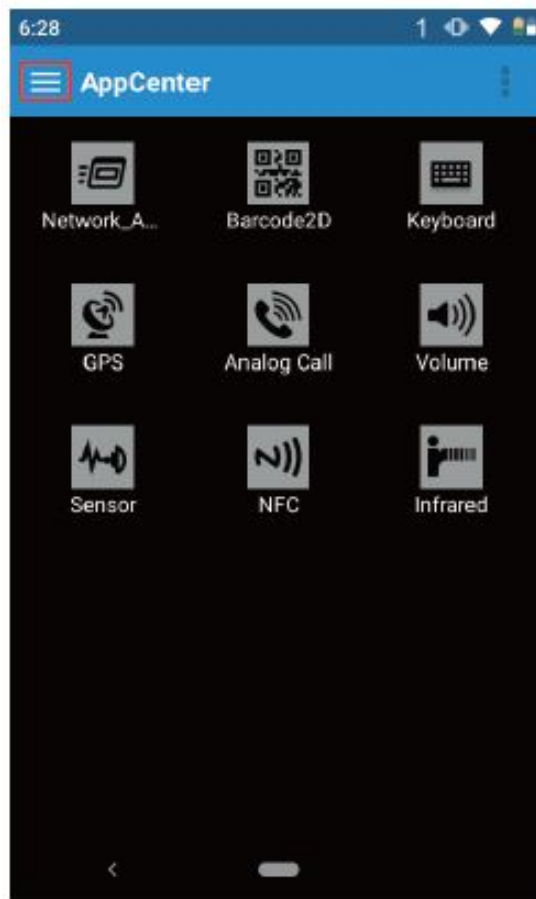 6:28 1
AppCenter
Network_A...
Barcode2D
Keyboard
GPS
Analog Call
Volume
Sensor
NFC
Infrared